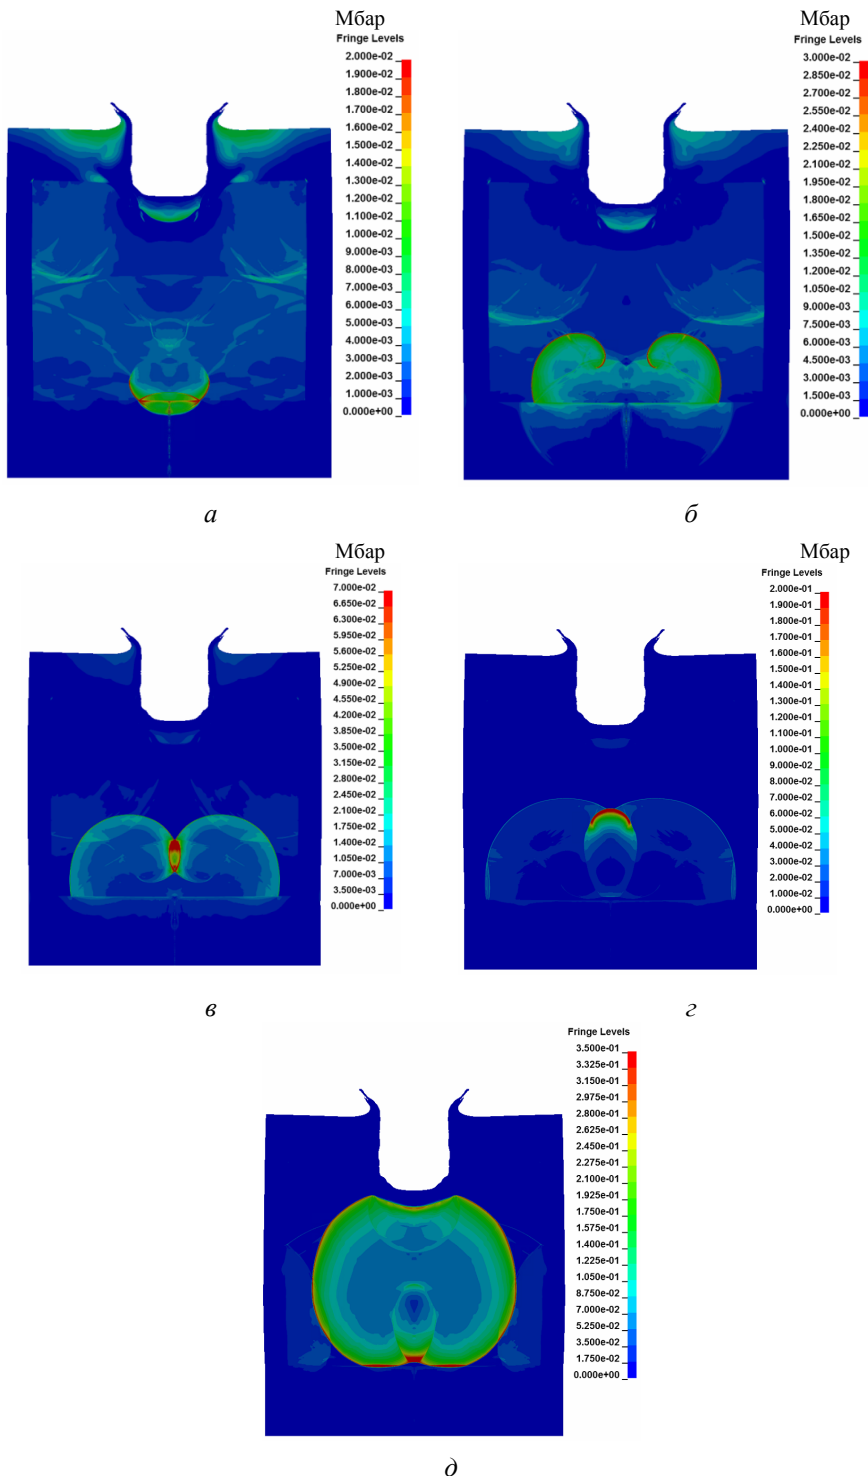 Мбар
Fringe Levels
2.000e-02
1.900e-02
1.800e-02
1.700e-02
1.600e-02
1.500e-02
1.400e-02
1.300e-02
1.200e-02
1.100e-02
1.000e-02
9.000e-03
8.000e-03
7.000e-03
6.000e-03
5.000e-03
4.000e-03
3.000e-03
2.000e-03
1.000e-03
0.000e+00
а
Мбар
Fringe Levels
3.000e-02
2.850e-02
2.700e-02
2.550e-02
2.400e-02
2.250e-02
2.100e-02
1.950e-02
1.800e-02
1.650e-02
1.500e-02
1.350e-02
1.200e-02
1.050e-02
9.000e-03
7.500e-03
6.000e-03
4.500e-03
3.000e-03
1.500e-03
0.000e+00
б
Мбар
Fringe Levels
7.000e-02
6.650e-02
6.300e-02
5.950e-02
5.600e-02
5.250e-02
4.900e-02
4.550e-02
4.200e-02
3.850e-02
3.500e-02
3.150e-02
2.800e-02
2.450e-02
2.100e-02
1.750e-02
1.400e-02
1.050e-02
7.000e-03
3.500e-03
0.000e+00
в
Мбар
Fringe Levels
2.000e-01
1.900e-01
1.800e-01
1.700e-01
1.600e-01
1.500e-01
1.400e-01
1.300e-01
1.200e-01
1.100e-01
1.000e-01
9.000e-02
8.000e-02
7.000e-02
6.000e-02
5.000e-02
4.000e-02
3.000e-02
2.000e-02
1.000e-02
0.000e+00
г
Fringe Levels
3.500e-01
3.325e-01
3.150e-01
2.975e-01
2.800e-01
2.625e-01
2.450e-01
2.275e-01
2.100e-01
1.925e-01
1.750e-01
1.575e-01
1.400e-01
1.225e-01
1.050e-01
8.750e-02
7.000e-02
5.250e-02
3.500e-02
1.750e-02
0.000e+00
д